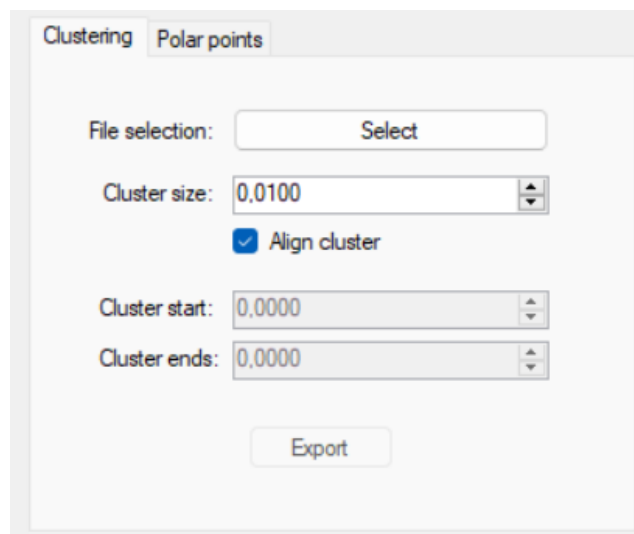 Clustering Polar points
File selection: Select
Cluster size: 0,0100
Align cluster
Cluster start: 0,0000
Cluster ends: 0,0000
Export